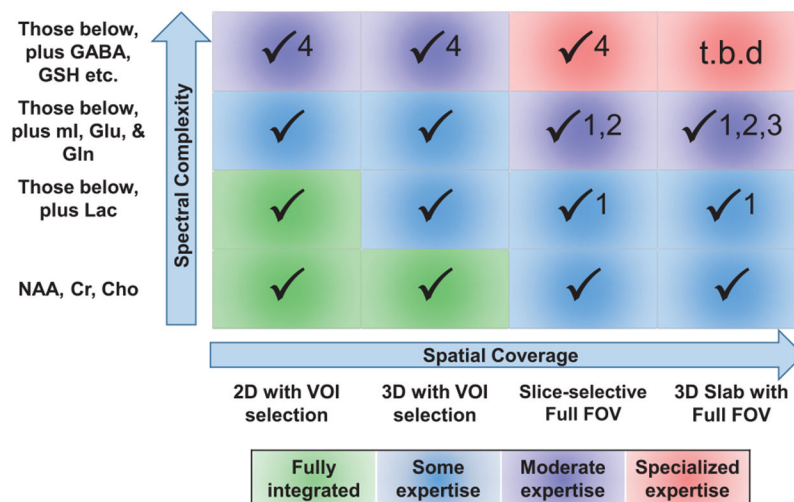 Those below,
plus GABA,
GSH etc.
✓4
✓4
✓4
t.b.d
Those below,
plus mI, Glu, &
Gln
✓
✓
✓1,2
✓1,2,3
Those below,
plus Lac
✓
✓
✓1
✓1
NAA, Cr, Cho
✓
✓
✓
✓
Spectral Complexity
Spatial Coverage
2D with VOI
selection
3D with VOI
selection
Slice-selective
Full FOV
3D Slab with
Full FOV
Fully
integrated
Some
expertise
Moderate
expertise
Specialized
expertise